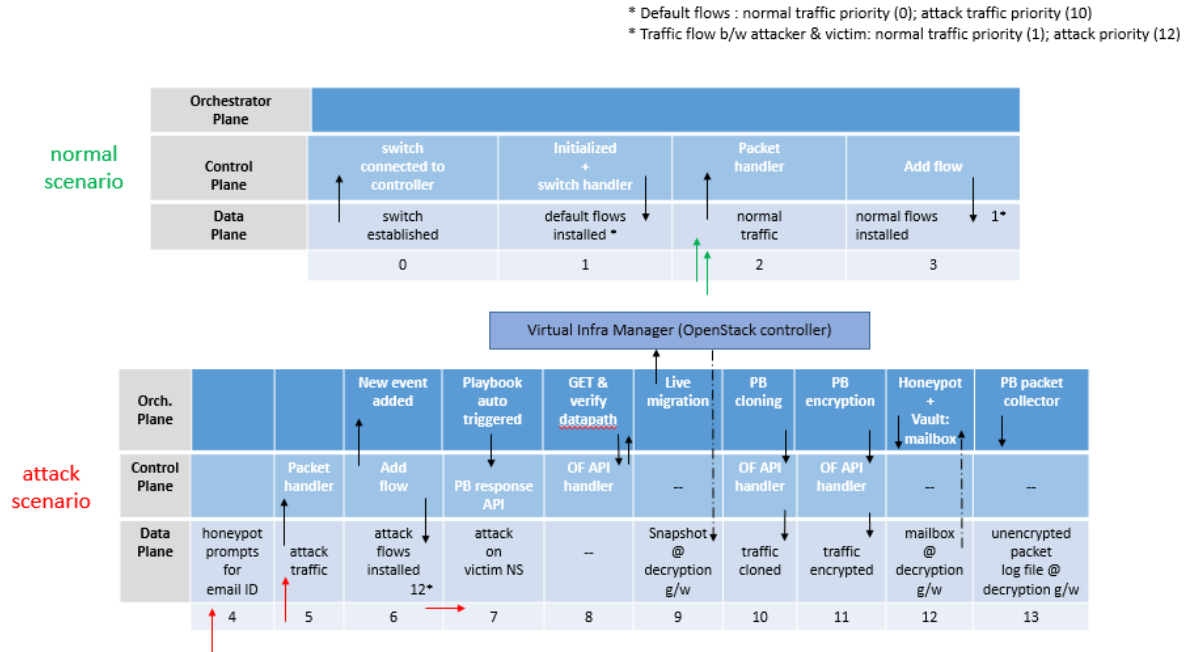 * Default flows : normal traffic priority (0); attack traffic priority (10)
* Traffic flow b/w attacker & victim: normal traffic priority (1); attack priority (12)
normal
scenario
Orchestrator
Plane
Control
Plane
switch
connected to
controller
Initialized
+
switch handler
Packet
handler
Add flow
Data
Plane
switch
established
default flows
installed *
normal
traffic
normal flows
installed
1*
0
1
2
3
Virtual Infra Manager (OpenStack controller)
attack
scenario
Orch.
Plane
New event
added
Playbook
auto
triggered
GET &
verify
datapath
Live
migration
PB
cloning
PB
encryption
Honeypot
+
Vault:
mailbox
PB packet
collector
Control
Plane
Packet
handler
Add
flow
PB response
API
OF API
handler
--
OF API
handler
OF API
handler
--
--
Data
Plane
honeypot
prompts
for
email ID
attack
traffic
attack
flows
installed
12*
attack
on
victim NS
--
Snapshot
@
decryption
g/w
traffic
cloned
traffic
encrypted
mailbox
@
decryption
g/w
unencrypted
packet
log file @
decryption g/w
4
5
6
7
8
9
10
11
12
13